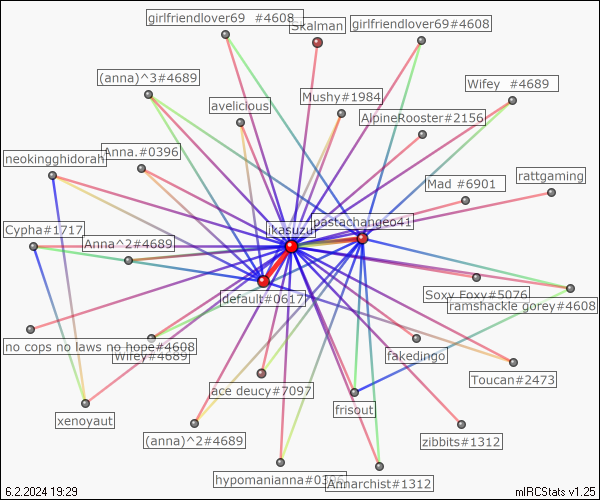 girlfriendlover69 #4608
Skalman
girlfriendlover69#4608
(anna)^3#4689
Wifey #4689
avelicious
Mushy#1984
AlpineRooster#2156
neokingghidorah
Anna.#0396
Mad #6901
rattgaming
Cypha#1717
Anna^2#4689
jkasuzu
pastachangeo41
default#0617
Soxy Foxy#5076
ramshackle gorey#4608
no cops no laws no hope#4608
Wifey#4689
fakedingo
Toucan#2473
ace deucy#7097
frisout
xenoyaut
(anna)^2#4689
zibbits#1312
hypomanianna#0396
Annarchist#1312
6.2.2024 19:29
mIRCStats v1.25